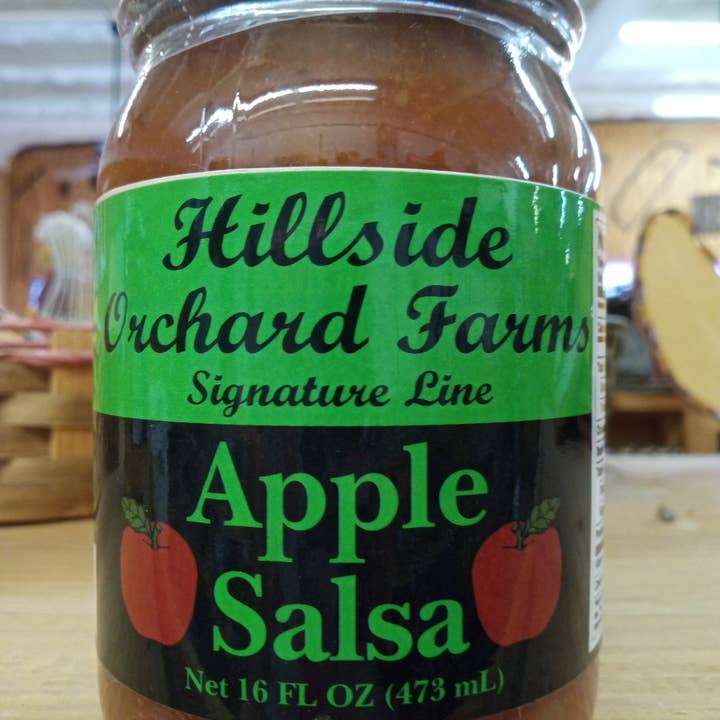 Hillside
Orchard Farms
Signature Line
Apple
Salsa
Net 16 FL OZ (473 mL)